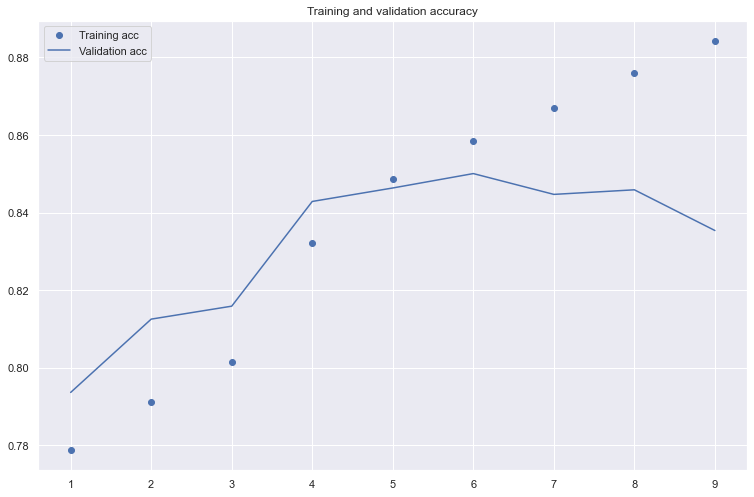 Training and validation accuracy
Training acc
Validation acc
0.88
0.86
0.84
0.82
0.80
0.78
1 2 3 4 5 6 7 8 9